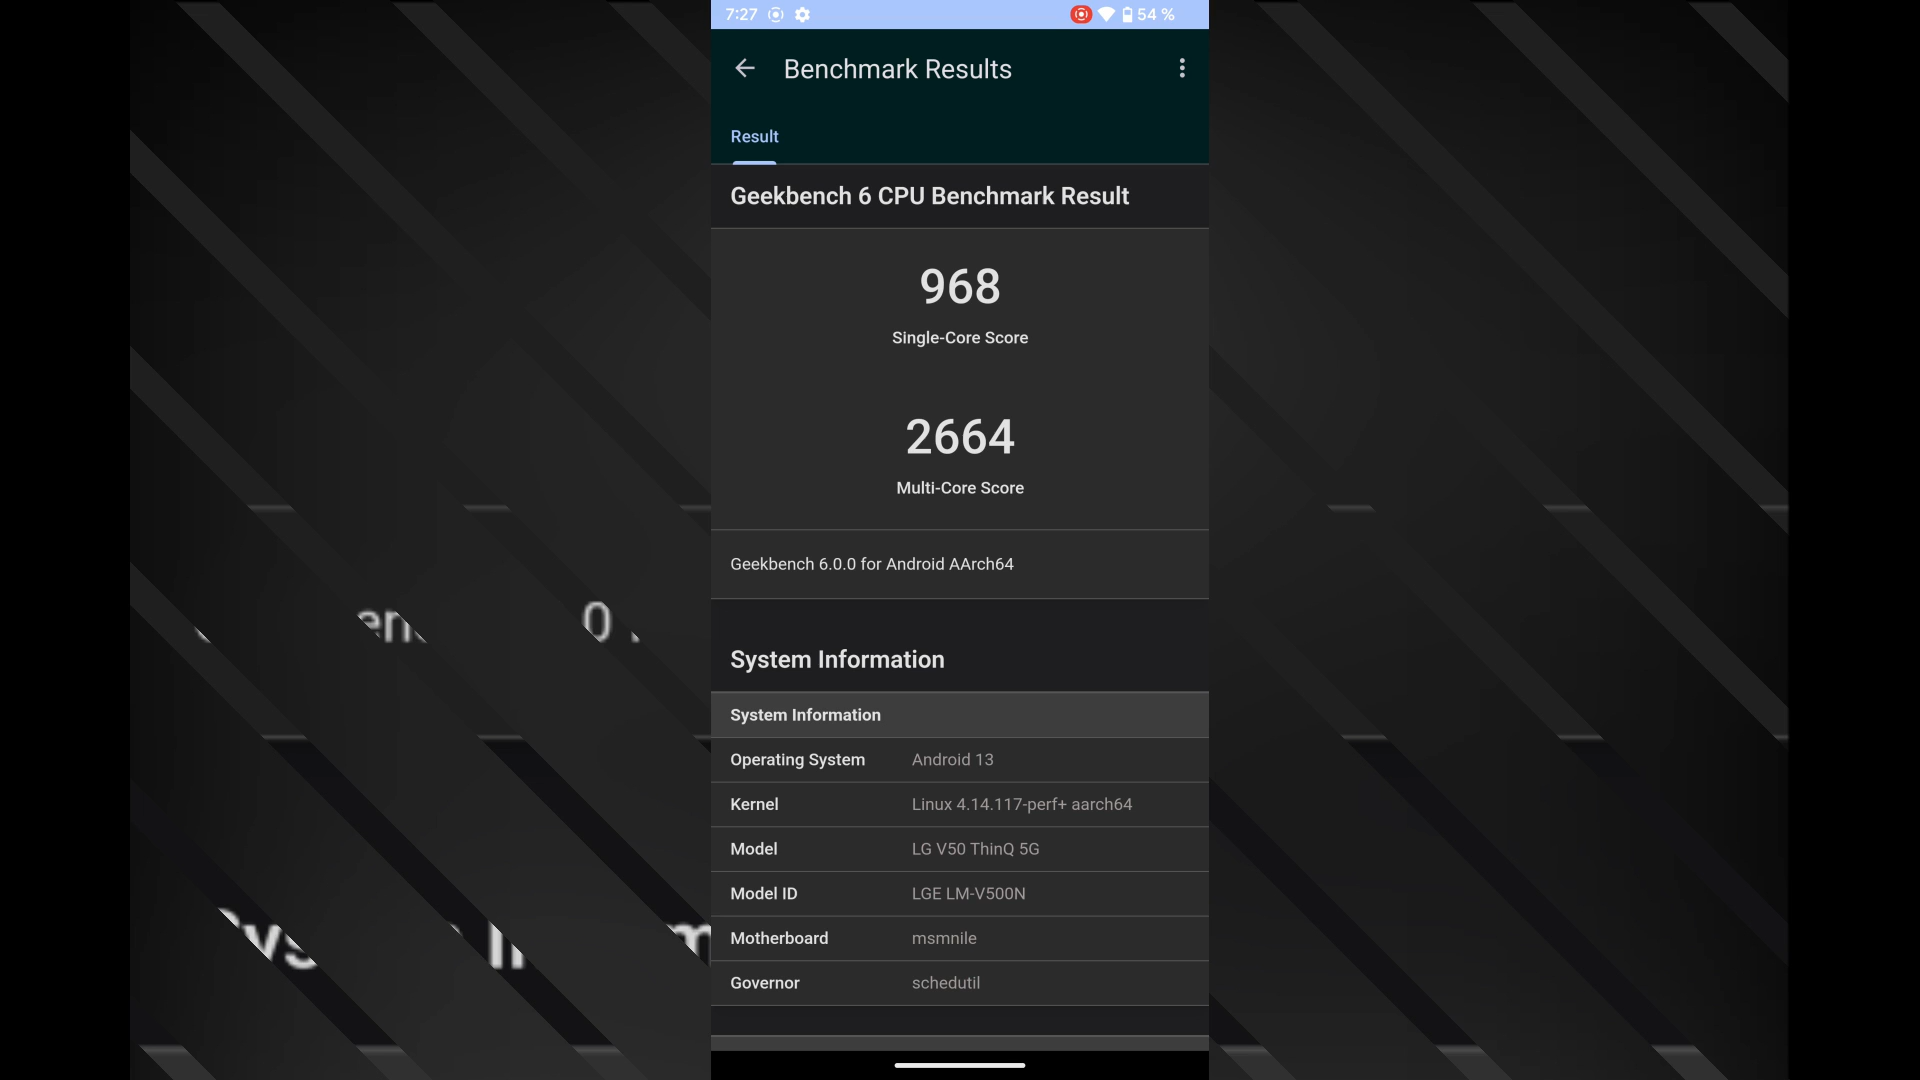 7:27 54 %
Benchmark Results
Result
Geekbench 6 CPU Benchmark Result
968
Single-Core Score
2664
Multi-Core Score
Geekbench 6.0.0 for Android AArch64
System Information
System Information
Operating System Android 13
Kernel Linux 4.14.117-perf+ aarch64
Model LG V50 ThinQ 5G
Model ID LGE LM-V500N
Motherboard msmnile
Governor schedutil